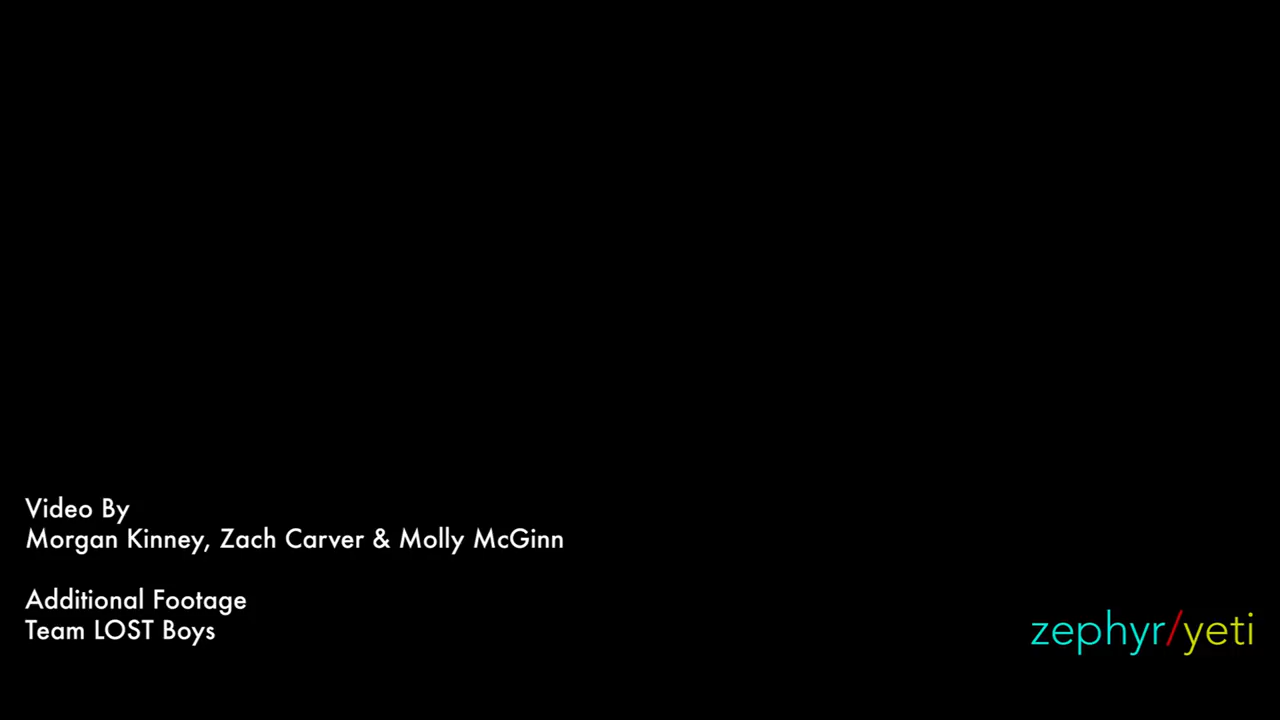 Video By
Morgan Kinney, Zach Carver & Molly McGinn
Additional Footage
Team LOST Boys
zephyr/yeti